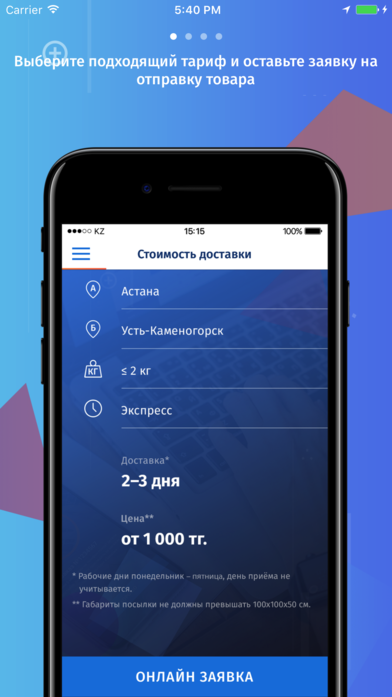 Carrier 5:40 PM
Выберите подходящий тариф и оставьте заявку на
отправку товара
KZ 15:15 100%
Стоимость доставки
А Астана
Б Усть-Каменогорск
КГ ≤ 2 кг
Экспресс
Доставка*
2–3 дня
Цена**
от 1 000 тг.
* Рабочие дни понедельник – пятница, день приёма не
учитывается.
** Габариты посылки не должны превышать 100х100х50 см.
ОНЛАЙН ЗАЯВКА